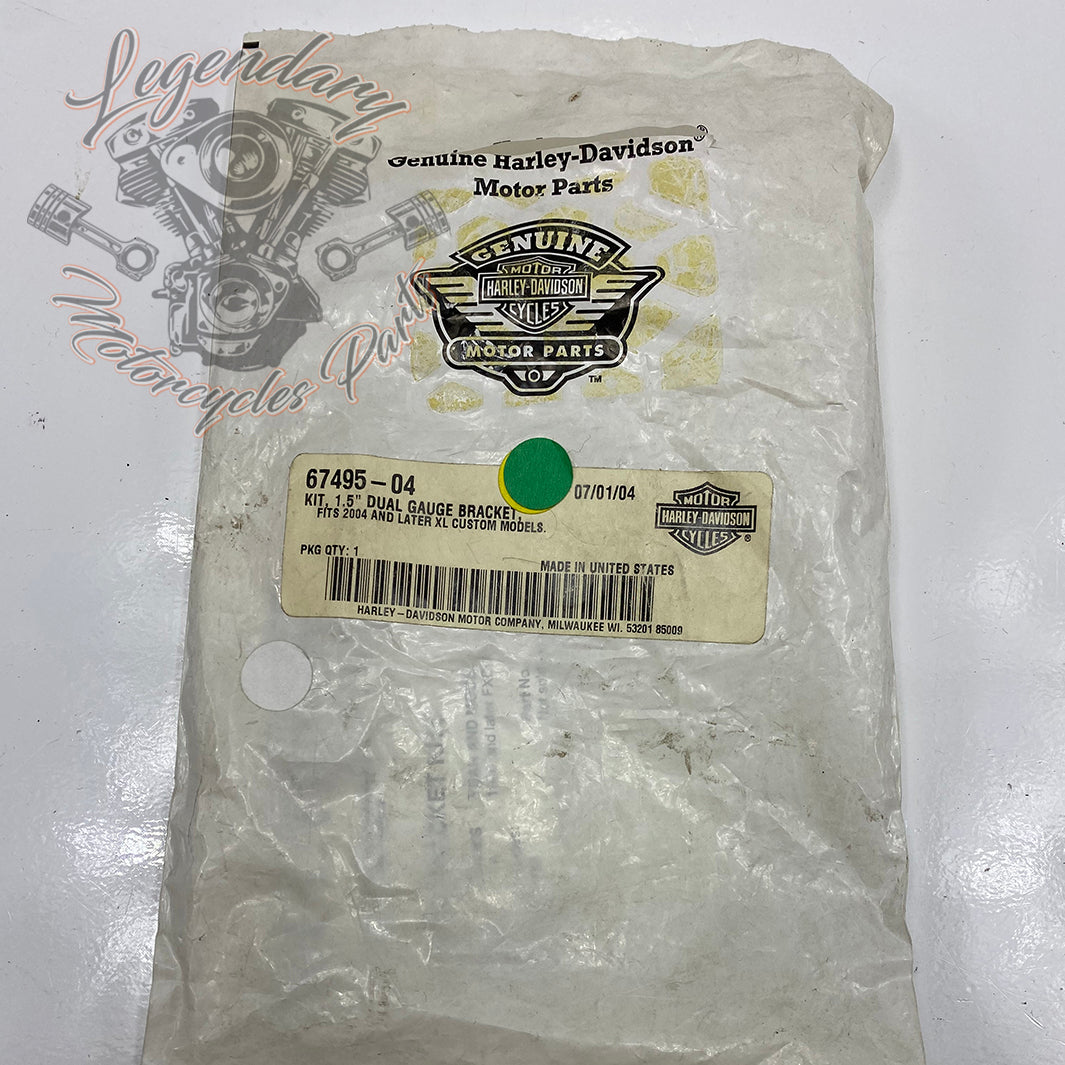 Legendary
Motorcycles Parts
Genuine Harley-Davidson®
Motor Parts
GENUINE
MOTOR
HARLEY-DAVIDSON
CYCLES
MOTOR PARTS
TM
67495-04
07/01/04
KIT, 1.5" DUAL GAUGE BRACKET,
FITS 2004 AND LATER XL CUSTOM MODELS.
MOTOR
HARLEY-DAVIDSON
CYCLES
®
PKG QTY: 1
MADE IN UNITED STATES
HARLEY-DAVIDSON MOTOR COMPANY, MILWAUKEE WI. 53201 85009